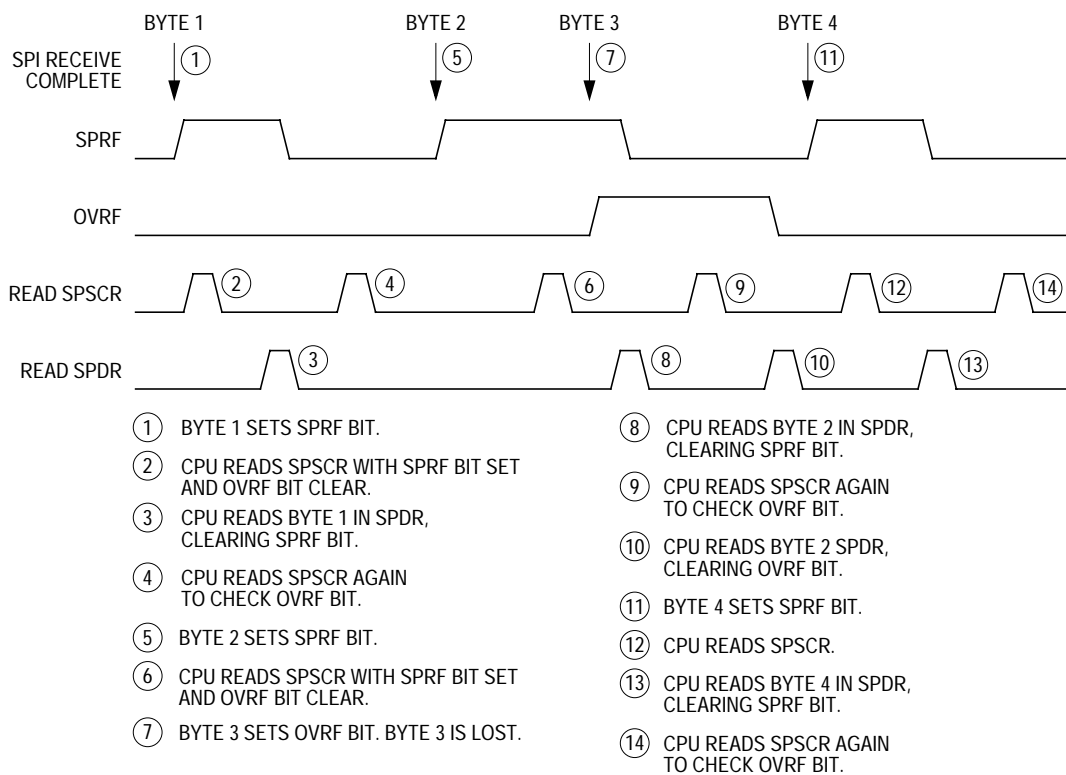 BYTE 1 BYTE 2 BYTE 3 BYTE 4
SPI RECEIVE
COMPLETE
1 5 7 11
SPRF
OVRF
READ SPSCR
2 4 6 9 12 14
READ SPDR
3 8 10 13
1 BYTE 1 SETS SPRF BIT.
2 CPU READS SPSCR WITH SPRF BIT SET
AND OVRF BIT CLEAR.
3 CPU READS BYTE 1 IN SPDR,
CLEARING SPRF BIT.
4 CPU READS SPSCR AGAIN
TO CHECK OVRF BIT.
5 BYTE 2 SETS SPRF BIT.
6 CPU READS SPSCR WITH SPRF BIT SET
AND OVRF BIT CLEAR.
7 BYTE 3 SETS OVRF BIT. BYTE 3 IS LOST.
8 CPU READS BYTE 2 IN SPDR,
CLEARING SPRF BIT.
9 CPU READS SPSCR AGAIN
TO CHECK OVRF BIT.
10 CPU READS BYTE 2 SPDR,
CLEARING OVRF BIT.
11 BYTE 4 SETS SPRF BIT.
12 CPU READS SPSCR.
13 CPU READS BYTE 4 IN SPDR,
CLEARING SPRF BIT.
14 CPU READS SPSCR AGAIN
TO CHECK OVRF BIT.